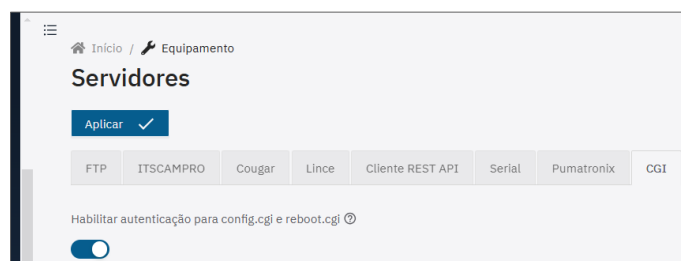 Início / Equipamento
Servidores
Aplicar
FTP ITSCAMPRO Cougar Lince Cliente REST API Serial Pumatronix CGI
Habilitar autenticação para config.cgi e reboot.cgi